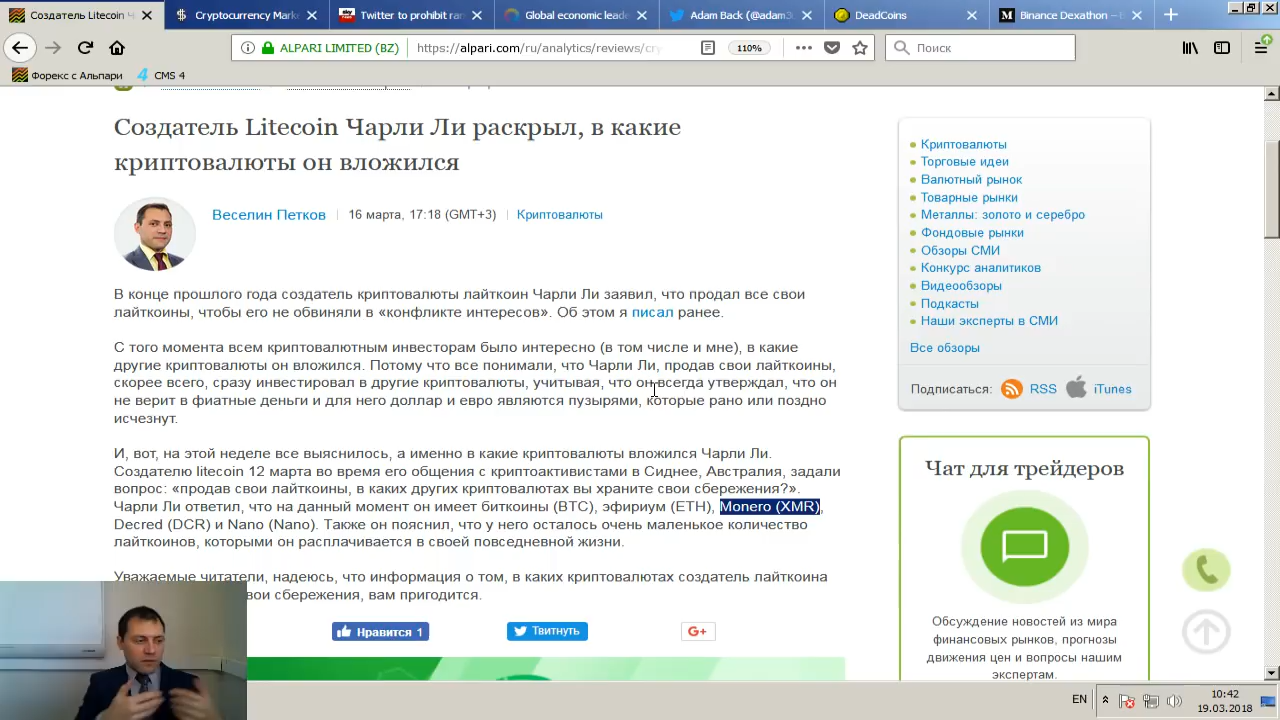 Создатель Litecoin Ч
Cryptocurrency Mark
Twitter to prohibit ran
Global economic leade
Adam Back (@adam3u
DeadCoins
Binance Dexathon –
ALPARI LIMITED (BZ)
https://alpari.com/ru/analytics/reviews/cry
110%
Поиск
Форекс с Альпари
CMS 4
Создатель Litecoin Чарли Ли раскрыл, в какие
криптовалюты он вложился
Веселин Петков
16 марта, 17:18 (GMT+3)
Криптовалюты
В конце прошлого года создатель криптовалюты лайткоин Чарли Ли заявил, что продал все свои
лайткоины, чтобы его не обвиняли в «конфликте интересов». Об этом я писал ранее.
С того момента всем криптовалютным инвесторам было интересно (в том числе и мне), в какие
другие криптовалюты он вложился. Потому что все понимали, что Чарли Ли, продав свои лайткоины,
скорее всего, сразу инвестировал в другие криптовалюты, учитывая, что он всегда утверждал, что он
не верит в фиатные деньги и для него доллар и евро являются пузырями, которые рано или поздно
исчезнут.
И, вот, на этой неделе все выяснилось, а именно в какие криптовалюты вложился Чарли Ли.
Создателю litecoin 12 марта во время его общения с криптоактивистами в Сиднее, Австралия, задали
вопрос: «продав свои лайткоины, в каких других криптовалютах вы храните свои сбережения?».
Чарли Ли ответил, что на данный момент он имеет биткоины (BTC), эфириум (ETH), Monero (XMR),
Decred (DCR) и Nano (Nano). Также он пояснил, что у него осталось очень маленькое количество
лайткоинов, которыми он расплачивается в своей повседневной жизни.
Уважаемые читатели, надеюсь, что информация о том, в каких криптовалютах создатель лайткоина
вои сбережения, вам пригодится.
Нравится 1
Твитнуть
G+
Криптовалюты
Торговые идеи
Валютный рынок
Товарные рынки
Металлы: золото и серебро
Фондовые рынки
Обзоры СМИ
Конкурс аналитиков
Видеообзоры
Подкасты
Наши эксперты в СМИ
Все обзоры
Подписаться:
RSS
iTunes
Чат для трейдеров
Обсуждение новостей из мира
финансовых рынков, прогнозы
движения цен и вопросы нашим
экспертам.
EN
10:42
19.03.2018